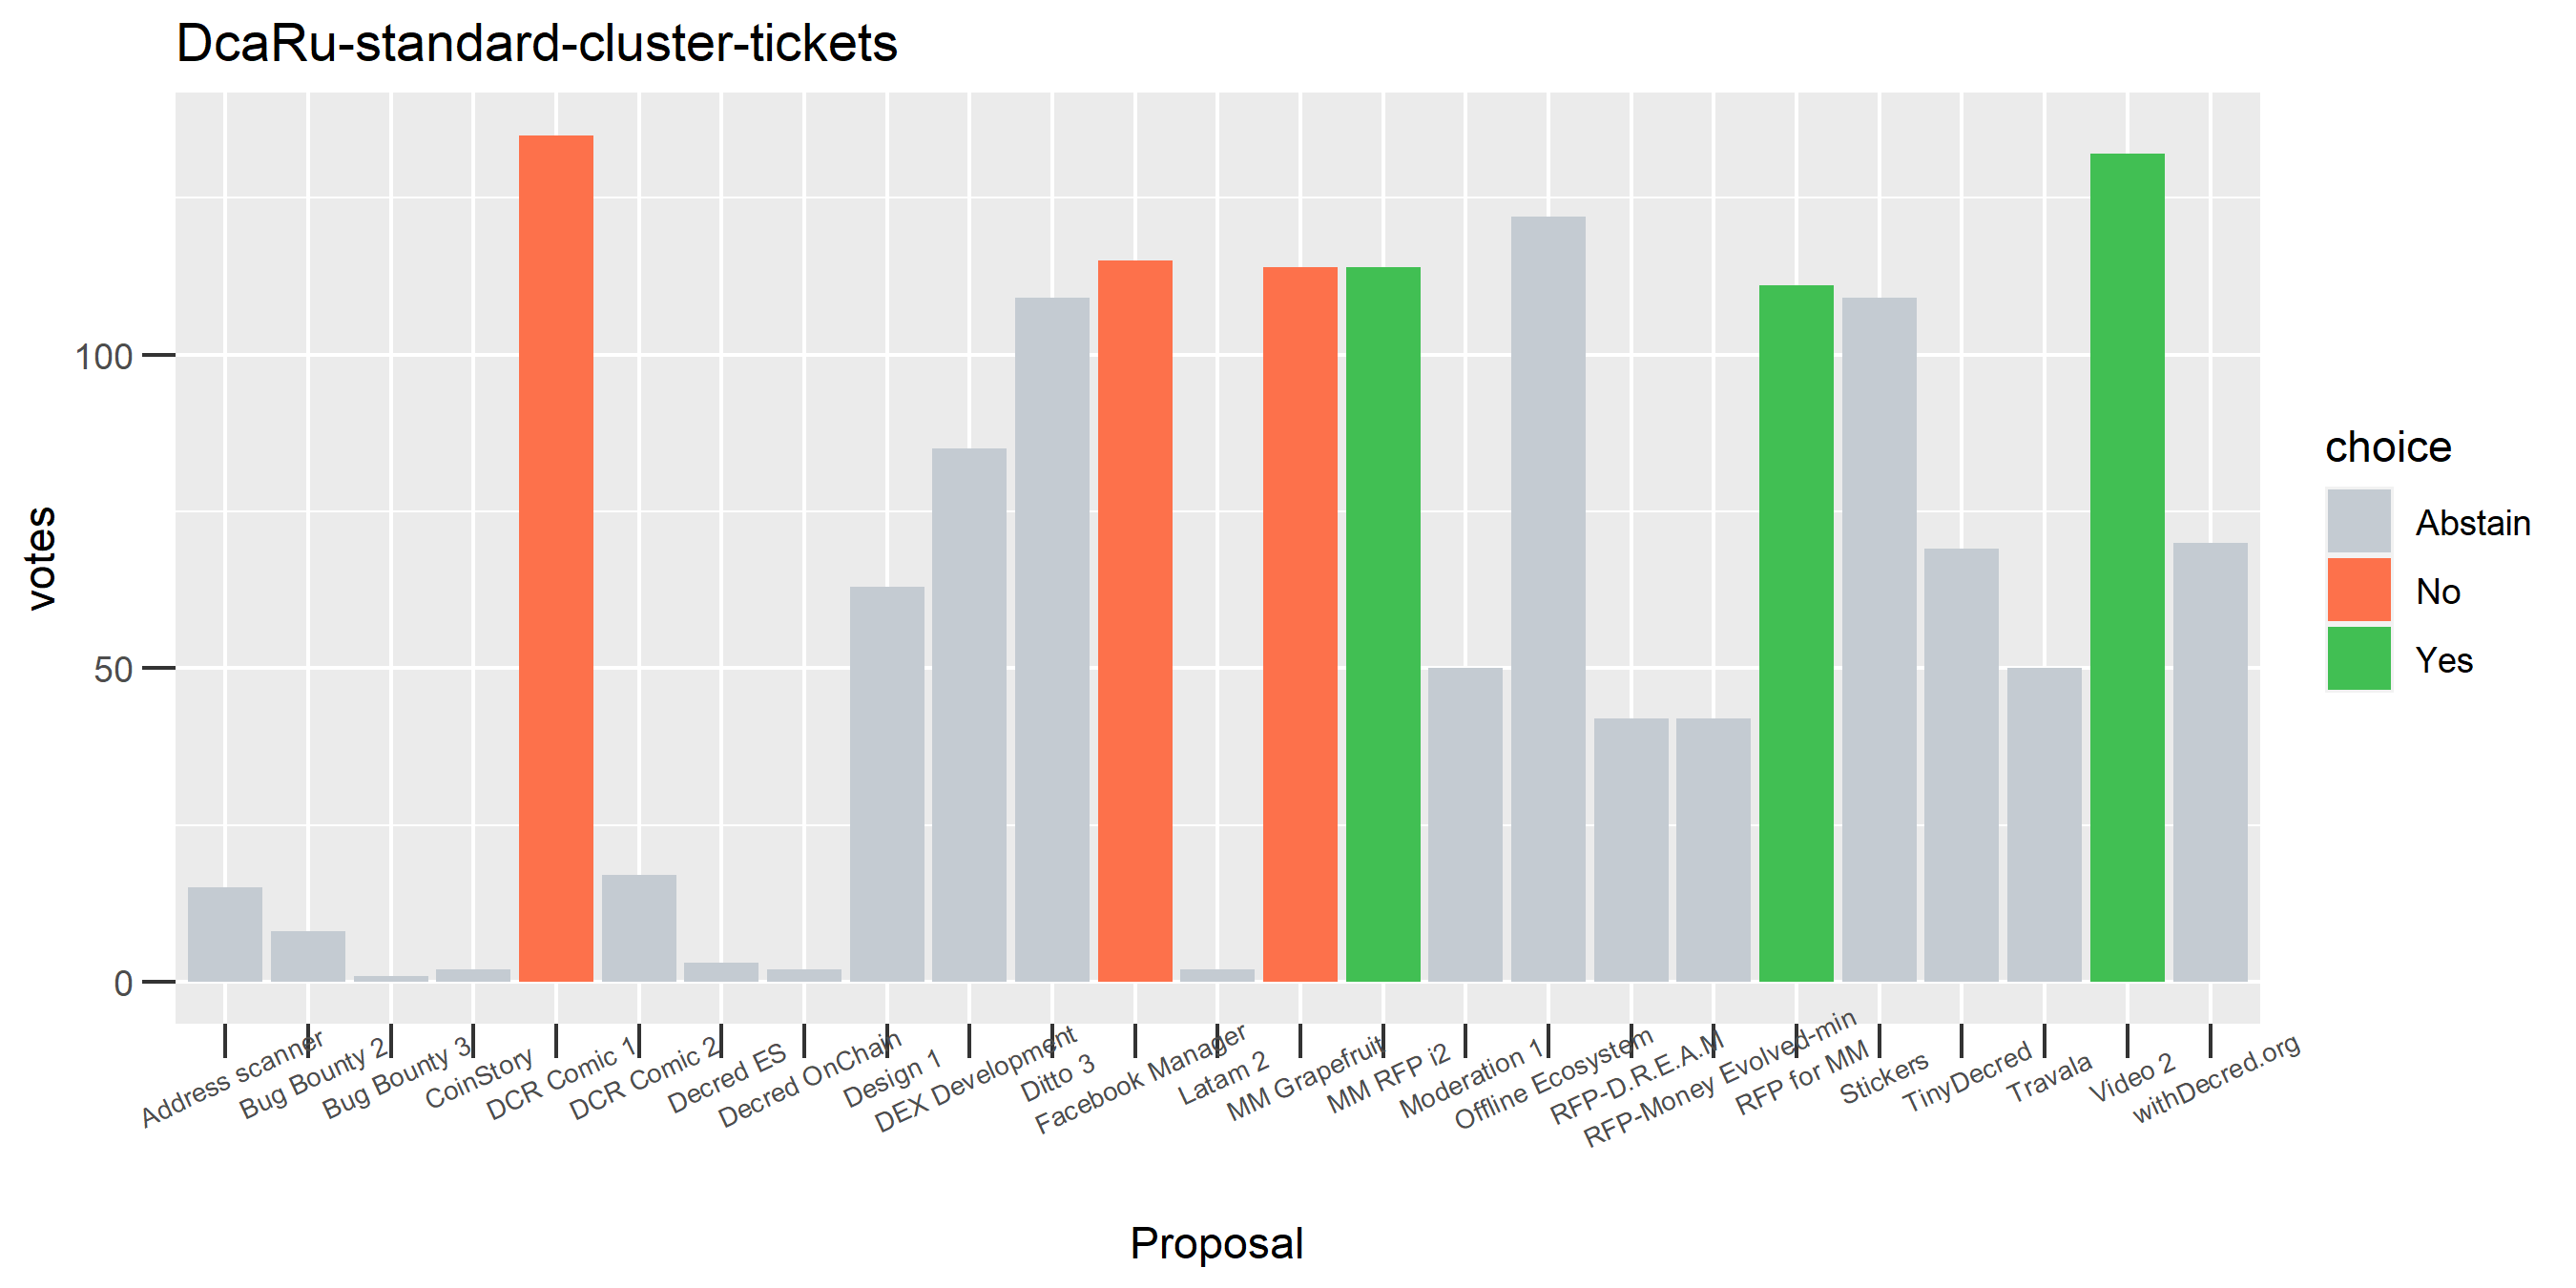 DcaRu-standard-cluster-tickets
votes
100
50
0
Address scanner
Bug Bounty 2
Bug Bounty 3
CoinStory
DCR Comic 1
DCR Comic 2
Decred ES
Decred OnChain
Design 1
DEX Development
Ditto 3
Facebook Manager
Latam 2
MM Grapefruit
MM RFP i2
Moderation 1
Offline Ecosystem
RFP-D.R.E.A.M
RFP-Money Evolved-min
RFP for MM
Stickers
TinyDecred
Travala
Video 2
withDecred.org
Proposal
choice
Abstain
No
Yes